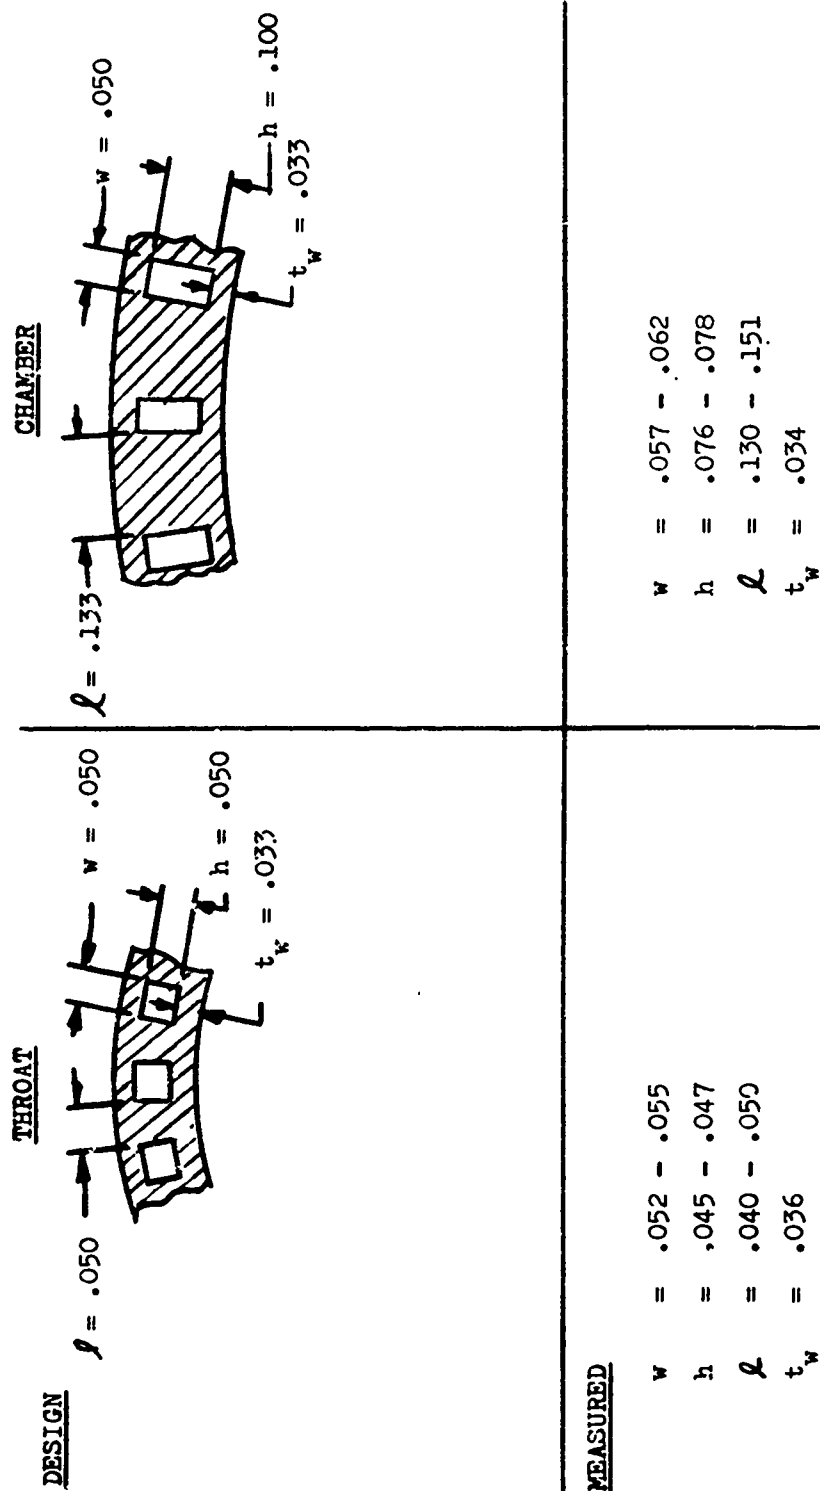 DESIGN
THROAT
ℓ = .050
w = .050
h = .050
t_w = .033
CHAMBER
ℓ = .133
w = .050
h = .100
t_w = .033
MEASURED
w = .052 - .055
h = .045 - .047
ℓ = .040 - .050
t_w = .036
w = .057 - .062
h = .076 - .078
ℓ = .130 - .151
t_w = .034